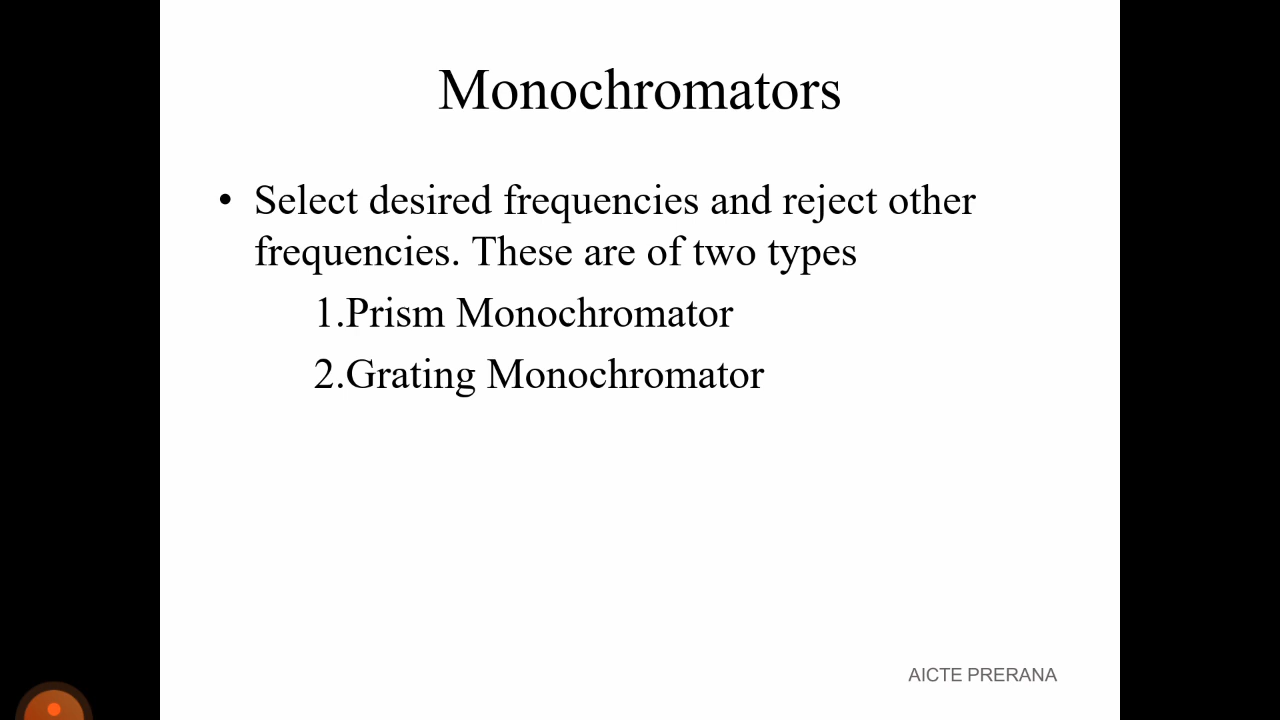 Monochromators
• Select desired frequencies and reject other
frequencies. These are of two types
1.Prism Monochromator
2.Grating Monochromator
AICTE PRERANA